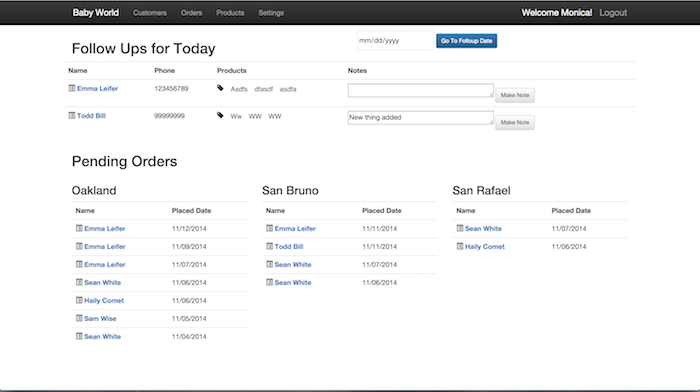 Baby World Customers Orders Products Settings Welcome Monica! Logout
Follow Ups for Today mm/dd/yyyy Go To Folloup Date
Name Phone Products Notes
Emma Leifer 123456789 Asdfs dfasdf asdfa Make Note
Todd Bill 99999999 Ww WW WW New thing added Make Note
Pending Orders
Oakland San Bruno San Rafael
Name Placed Date Name Placed Date Name Placed Date
Emma Leifer 11/12/2014 Emma Leifer 11/11/2014 Sean White 11/07/2014
Emma Leifer 11/09/2014 Todd Bill 11/11/2014 Haily Comet 11/06/2014
Emma Leifer 11/07/2014 Sean White 11/07/2014
Sean White 11/06/2014 Sean White 11/06/2014
Haily Comet 11/06/2014
Sam Wise 11/05/2014
Sean White 11/04/2014